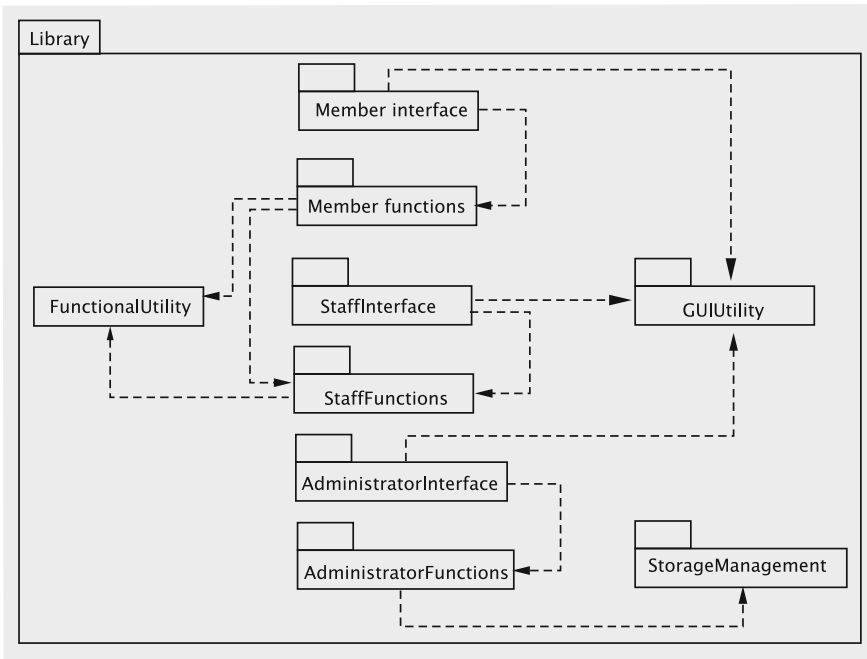 Library
Member interface
Member functions
FunctionalUtility
StaffInterface
GUIUtility
StaffFunctions
AdministratorInterface
AdministratorFunctions
StorageManagement